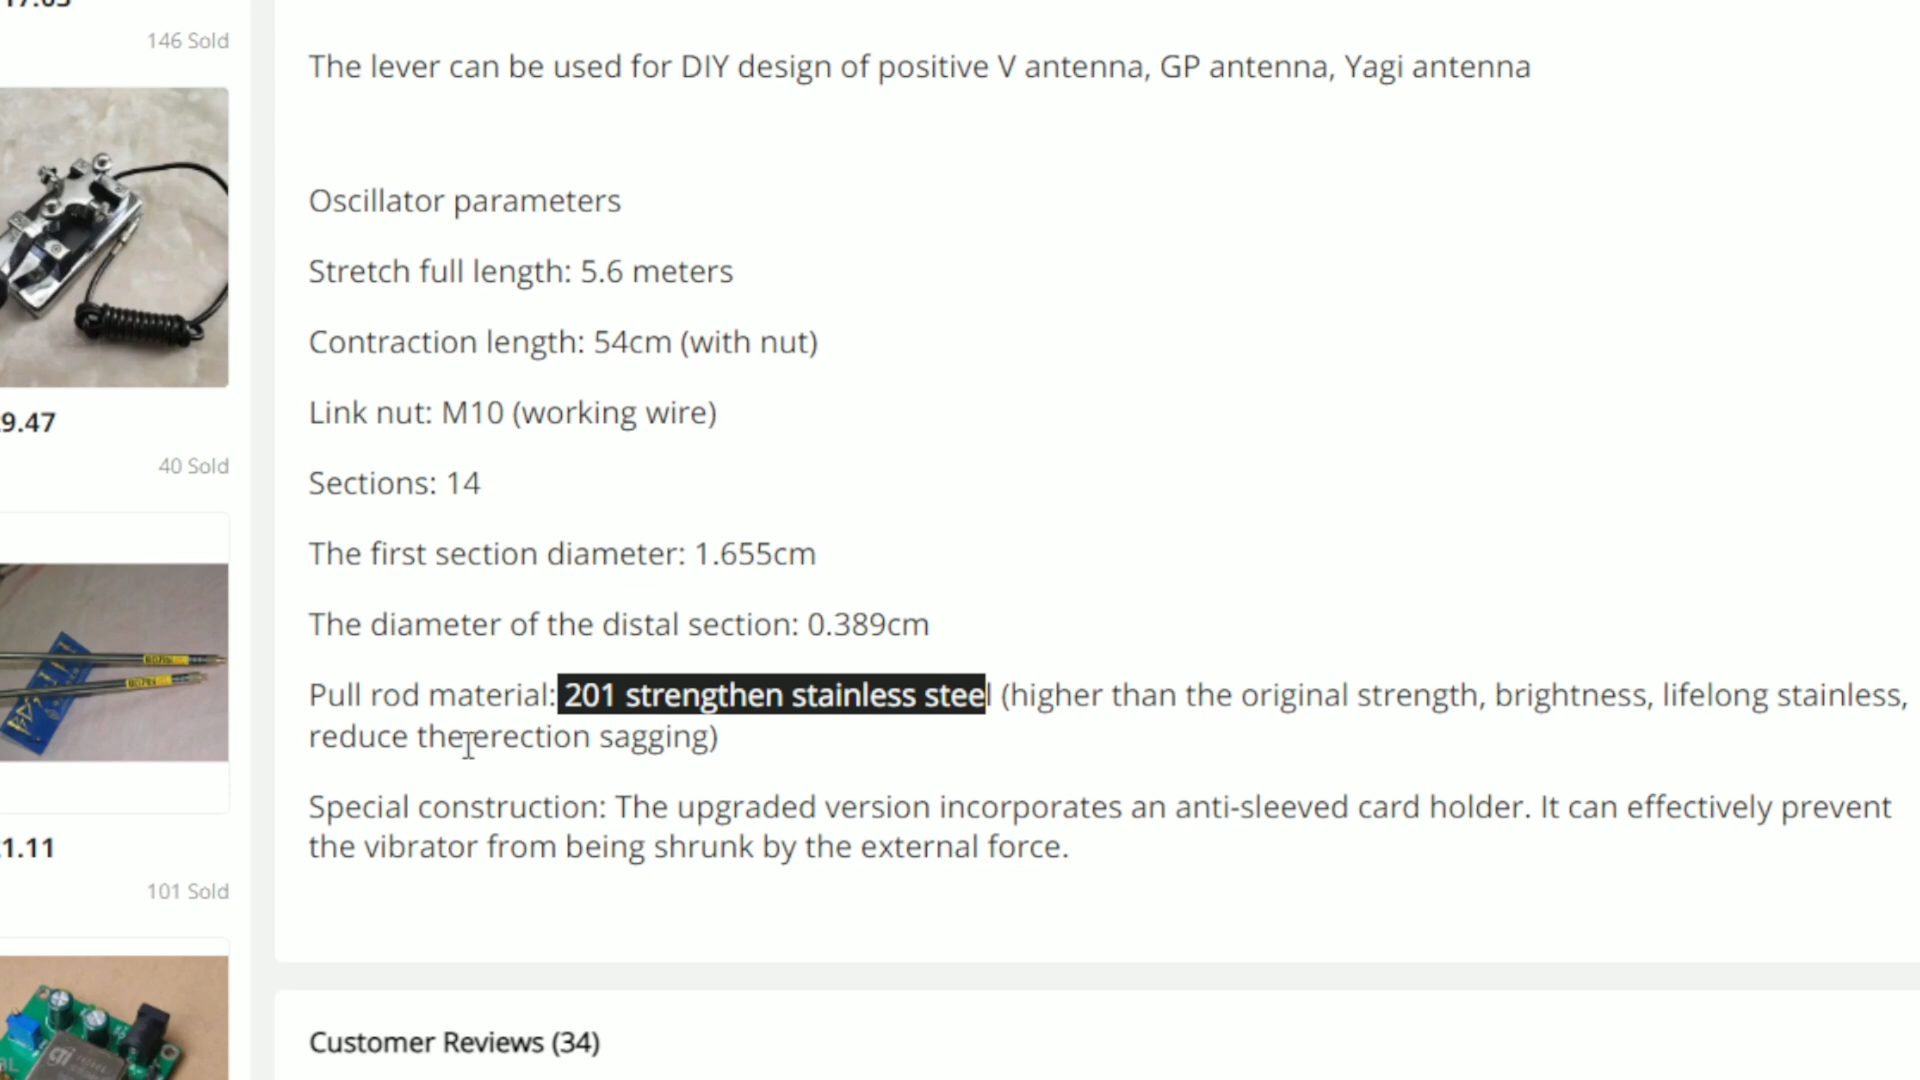 146 Sold
The lever can be used for DIY design of positive V antenna, GP antenna, Yagi antenna
Oscillator parameters
Stretch full length: 5.6 meters
Contraction length: 54cm (with nut)
Link nut: M10 (working wire)
9.47
40 Sold
Sections: 14
The first section diameter: 1.655cm
The diameter of the distal section: 0.389cm
Pull rod material: 201 strengthen stainless steel (higher than the original strength, brightness, lifelong stainless,
reduce the erection sagging)
Special construction: The upgraded version incorporates an anti-sleeved card holder. It can effectively prevent
the vibrator from being shrunk by the external force.
1.11
101 Sold
Customer Reviews (34)